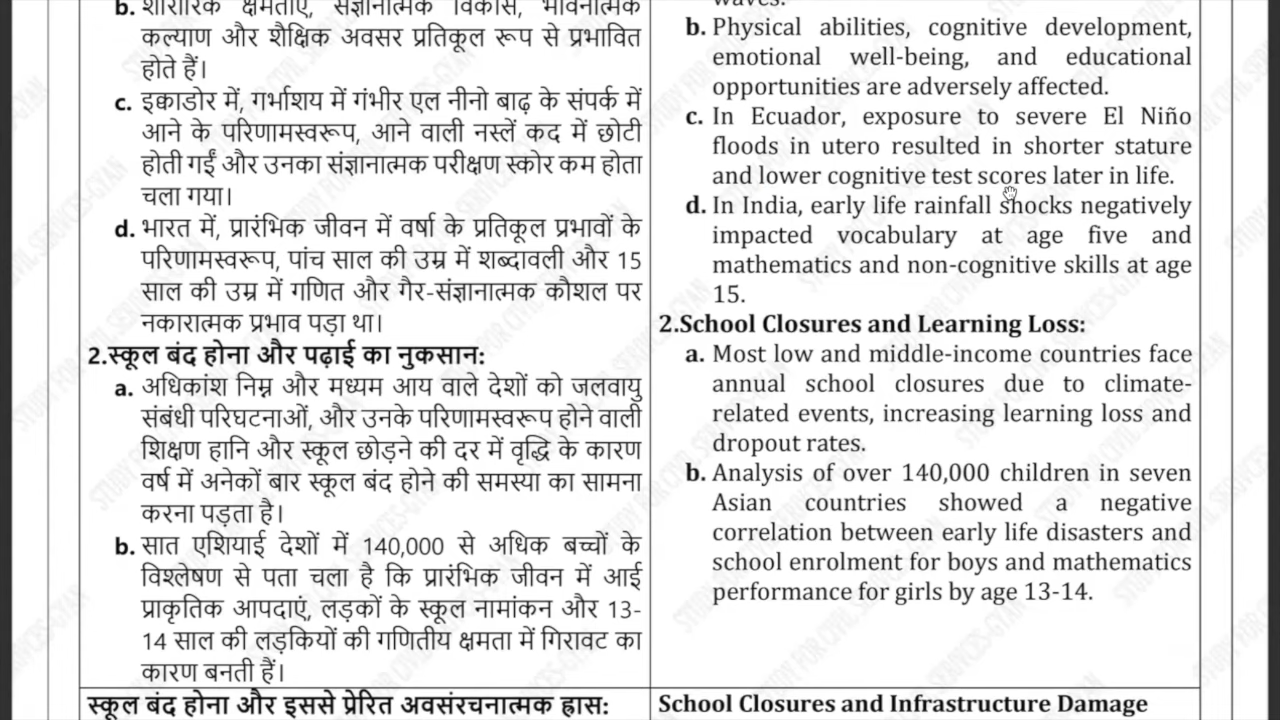 b. शारीरिक क्षमताएं, संज्ञानात्मक विकास, भावनात्मक
कल्याण और शैक्षिक अवसर प्रतिकूल रूप से प्रभावित
होते हैं।
c. इक्वाडोर में, गर्भाशय में गंभीर एल नीनो बाढ़ के संपर्क में
आने के परिणामस्वरूप, आने वाली नस्लें कद में छोटी
होती गईं और उनका संज्ञानात्मक परीक्षण स्कोर कम होता
चला गया।
d. भारत में, प्रारंभिक जीवन में वर्षा के प्रतिकूल प्रभावों के
परिणामस्वरूप, पांच साल की उम्र में शब्दावली और 15
साल की उम्र में गणित और गैर-संज्ञानात्मक कौशल पर
नकारात्मक प्रभाव पड़ा था।
2.स्कूल बंद होना और पढ़ाई का नुकसान:
a. अधिकांश निम्न और मध्यम आय वाले देशों को जलवायु
संबंधी परिघटनाओं, और उनके परिणामस्वरूप होने वाली
शिक्षण हानि और स्कूल छोड़ने की दर में वृद्धि के कारण
वर्ष में अनेकों बार स्कूल बंद होने की समस्या का सामना
करना पड़ता है।
b. सात एशियाई देशों में 140,000 से अधिक बच्चों के
विश्लेषण से पता चला है कि प्रारंभिक जीवन में आई
प्राकृतिक आपदाएं, लड़कों के स्कूल नामांकन और 13-
14 साल की लड़कियों की गणितीय क्षमता में गिरावट का
कारण बनती हैं।
स्कूल बंद होना और इससे प्रेरित अवसंरचनात्मक ह्रास:
waves.
b. Physical abilities, cognitive development,
emotional well-being, and educational
opportunities are adversely affected.
c. In Ecuador, exposure to severe El Niño
floods in utero resulted in shorter stature
and lower cognitive test scores later in life.
d. In India, early life rainfall shocks negatively
impacted vocabulary at age five and
mathematics and non-cognitive skills at age
15.
2.School Closures and Learning Loss:
a. Most low and middle-income countries face
annual school closures due to climate-
related events, increasing learning loss and
dropout rates.
b. Analysis of over 140,000 children in seven
Asian countries showed a negative
correlation between early life disasters and
school enrolment for boys and mathematics
performance for girls by age 13-14.
School Closures and Infrastructure Damage